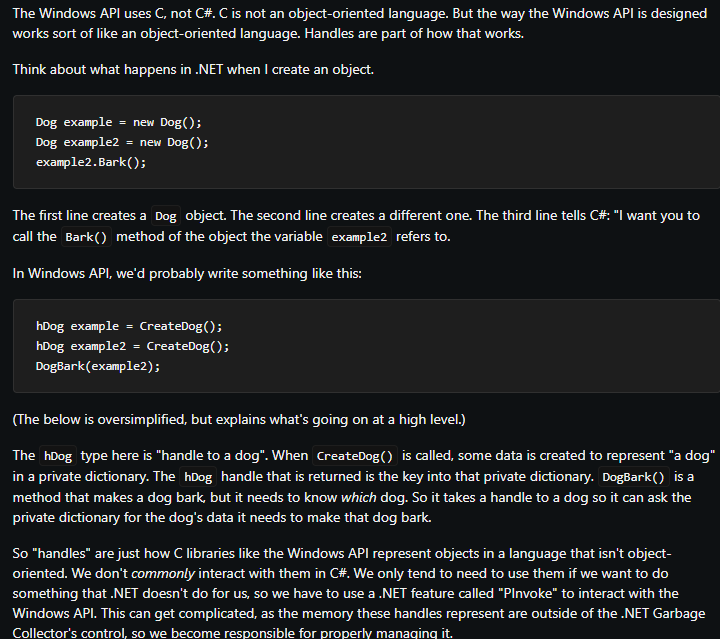 The Windows API uses C, not C#. C is not an object-oriented language. But the way the Windows API is designed
works sort of like an object-oriented language. Handles are part of how that works.
Think about what happens in .NET when I create an object.
Dog example = new Dog();
Dog example2 = new Dog();
example2.Bark();
The first line creates a Dog object. The second line creates a different one. The third line tells C#: "I want you to
call the Bark() method of the object the variable example2 refers to.
In Windows API, we'd probably write something like this:
hDog example = CreateDog();
hDog example2 = CreateDog();
DogBark(example2);
(The below is oversimplified, but explains what's going on at a high level.)
The hDog type here is "handle to a dog". When CreateDog() is called, some data is created to represent "a dog"
in a private dictionary. The hDog handle that is returned is the key into that private dictionary. DogBark() is a
method that makes a dog bark, but it needs to know which dog. So it takes a handle to a dog so it can ask the
private dictionary for the dog's data it needs to make that dog bark.
So "handles" are just how C libraries like the Windows API represent objects in a language that isn't object-
oriented. We don't commonly interact with them in C#. We only tend to need to use them if we want to do
something that .NET doesn't do for us, so we have to use a .NET feature called "PInvoke" to interact with the
Windows API. This can get complicated, as the memory these handles represent are outside of the .NET Garbage
Collector's control, so we become responsible for properly managing it.